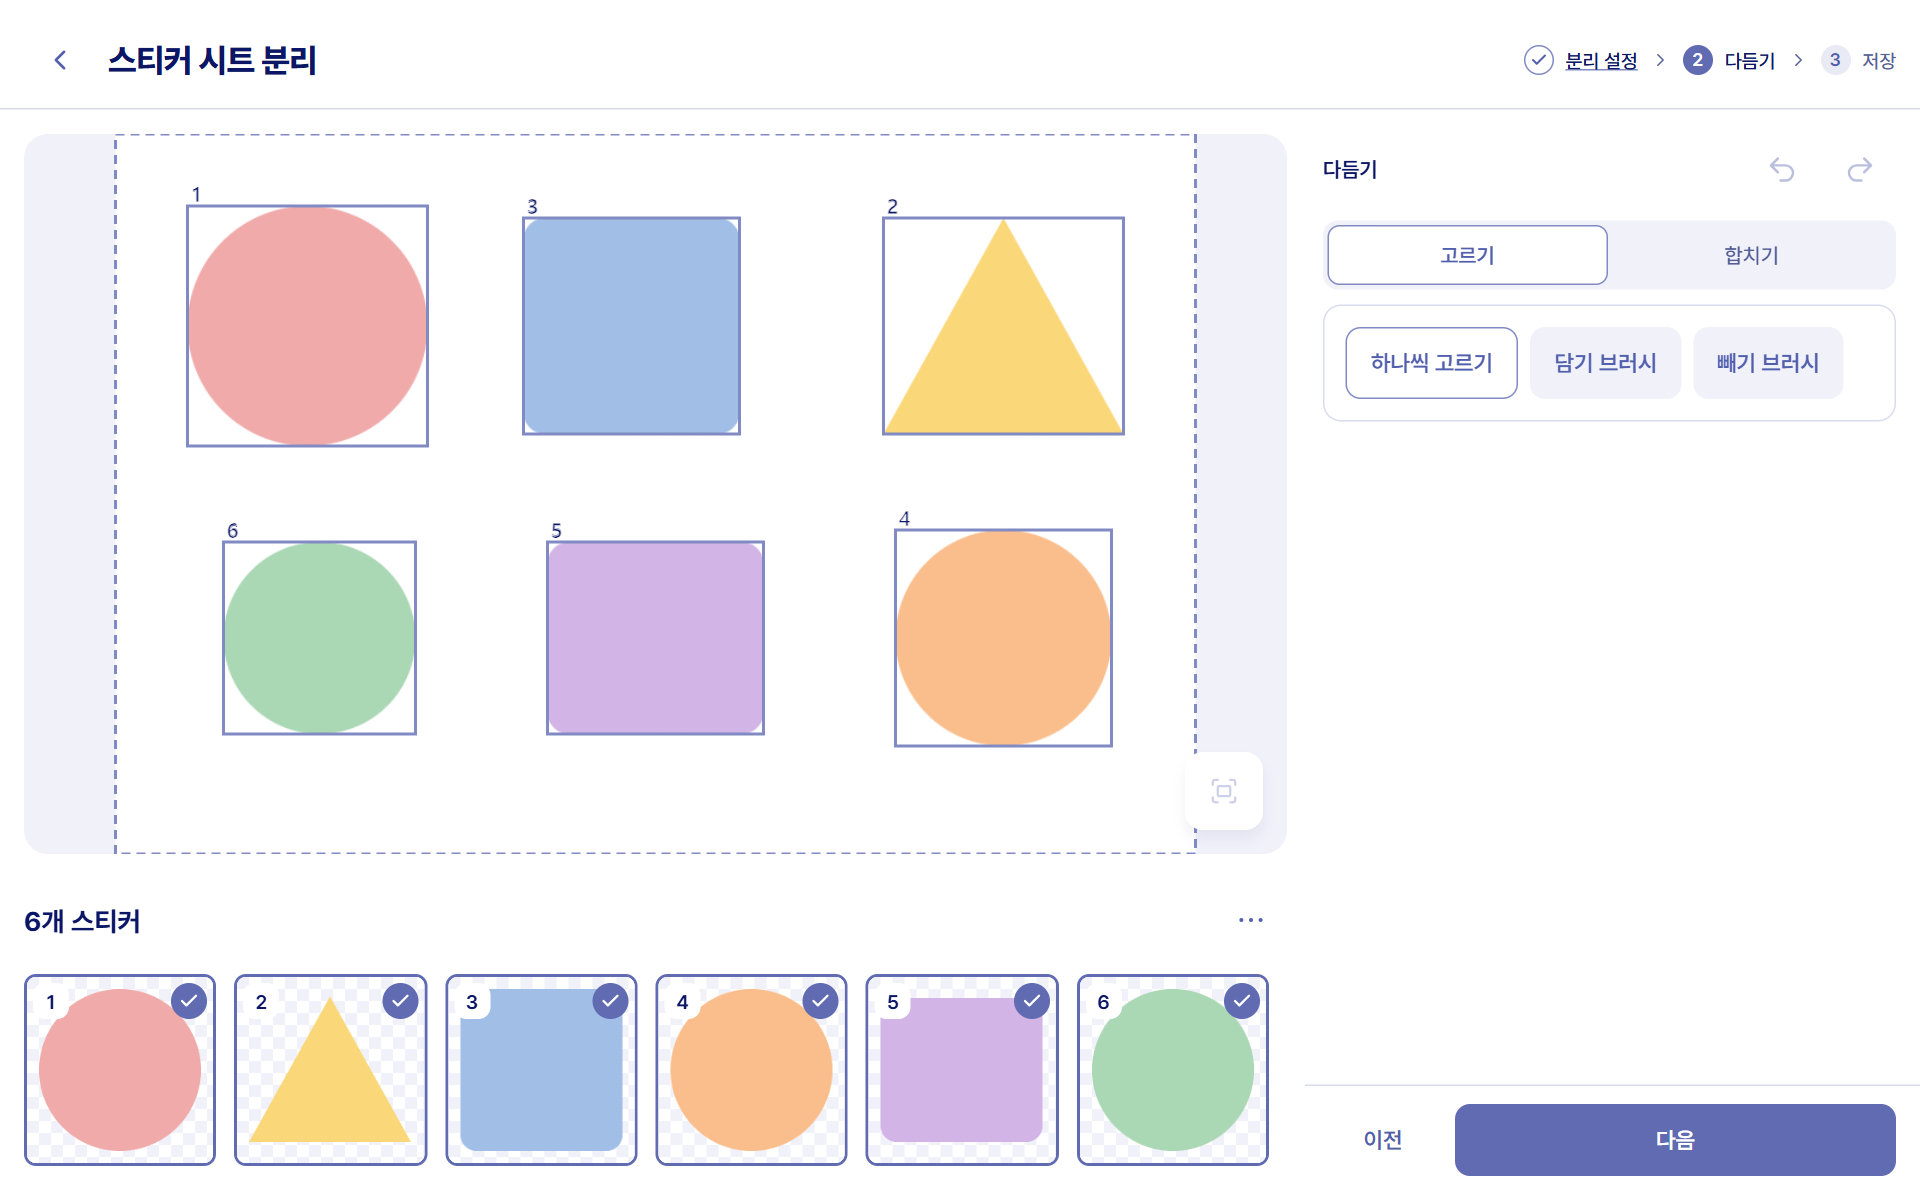 스티커 시트 분리
분리 설정
2 다듬기
3 저장
1
3
2
6
5
4
다듬기
고르기
합치기
하나씩 고르기
담기 브러시
빼기 브러시
6개 스티커
1
2
3
4
5
6
이전
다음